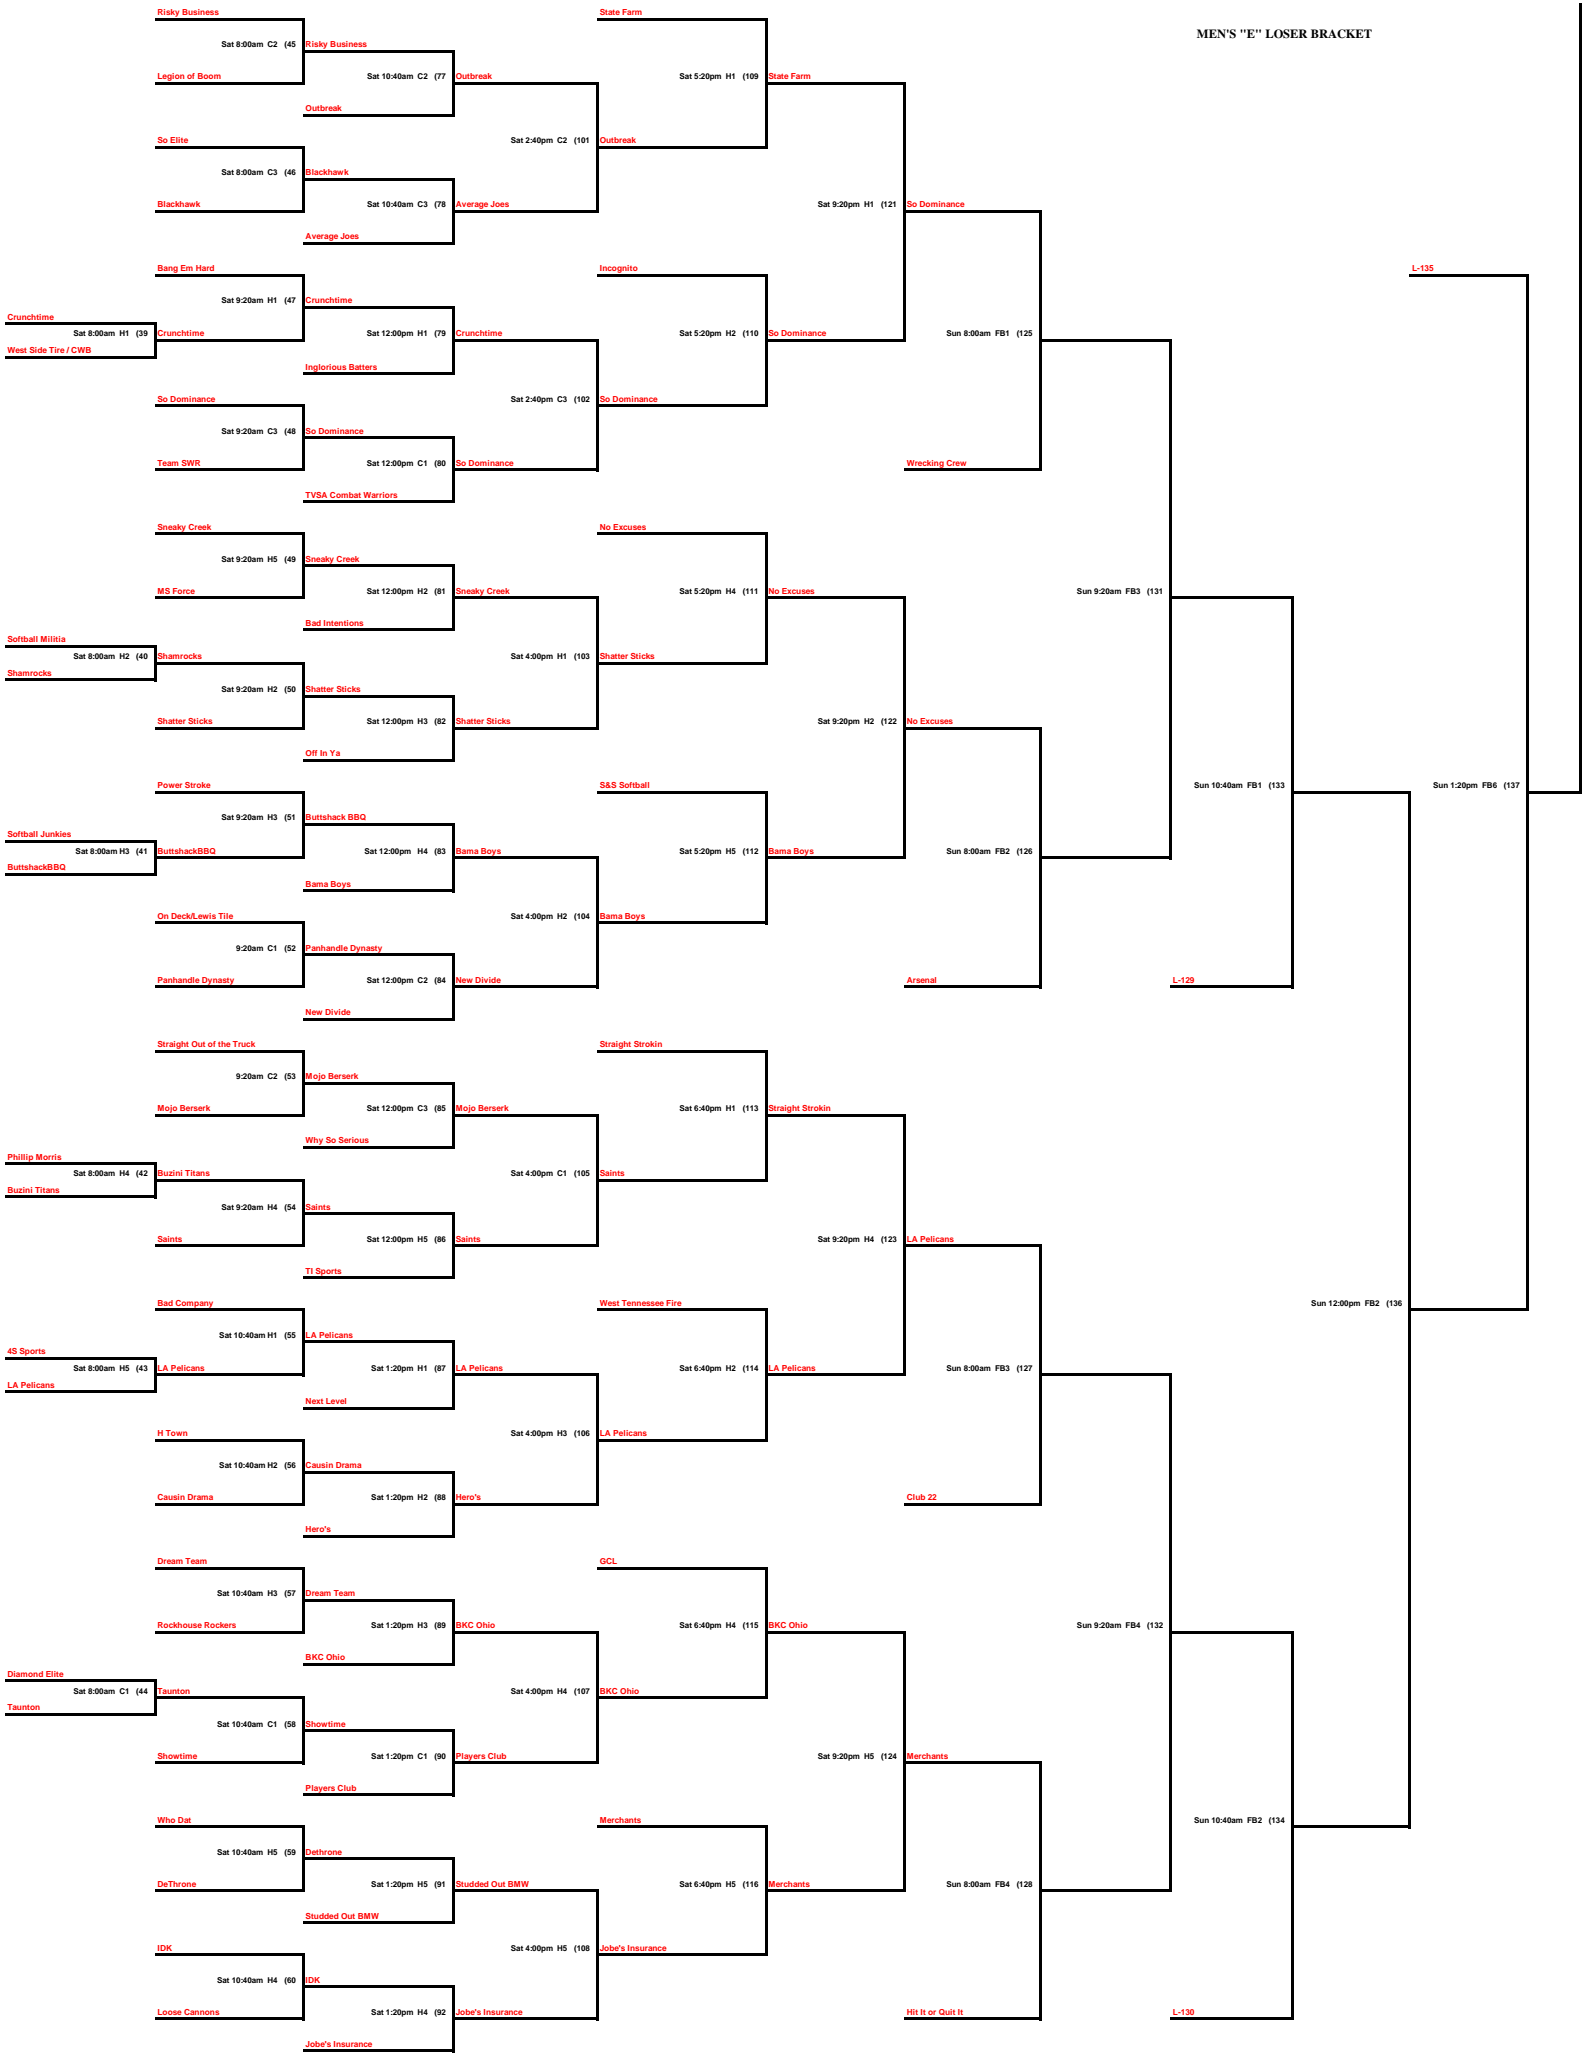 Risky Business
State Farm
MEN'S "E" LOSER BRACKET
Sat 8:00am C2 (45
Risky Business
Legion of Boom
Sat 10:40am C2 (77
Outbreak
Sat 5:20pm H1 (109
State Farm
Outbreak
So Elite
Sat 2:40pm C2 (101
Outbreak
Sat 8:00am C3 (46
Blackhawk
Blackhawk
Sat 10:40am C3 (78
Average Joes
Sat 9:20pm H1 (121
So Dominance
Average Joes
Bang Em Hard
Incognito
L-135
Sat 9:20am H1 (47
Crunchtime
Crunchtime
Sat 8:00am H1 (39
Crunchtime
Sat 12:00pm H1 (79
Crunchtime
Sat 5:20pm H2 (110
So Dominance
Sun 8:00am FB1 (125
West Side Tire / CWB
Inglorious Batters
So Dominance
Sat 2:40pm C3 (102
So Dominance
Sat 9:20am C3 (48
So Dominance
Team SWR
Sat 12:00pm C1 (80
So Dominance
Wrecking Crew
TVSA Combat Warriors
Sneaky Creek
No Excuses
Sat 9:20am H5 (49
Sneaky Creek
MS Force
Sat 12:00pm H2 (81
Sneaky Creek
Sat 5:20pm H4 (111
No Excuses
Sun 9:20am FB3 (131
Bad Intentions
Softball Militia
Sat 8:00am H2 (40
Shamrocks
Sat 4:00pm H1 (103
Shatter Sticks
Shamrocks
Sat 9:20am H2 (50
Shatter Sticks
Shatter Sticks
Sat 12:00pm H3 (82
Shatter Sticks
Sat 9:20pm H2 (122
No Excuses
Off In Ya
Power Stroke
S&S Softball
Sun 10:40am FB1 (133
Sun 1:20pm FB6 (137
Sat 9:20am H3 (51
Buttshack BBQ
Softball Junkies
Sat 8:00am H3 (41
ButtshackBBQ
Sat 12:00pm H4 (83
Bama Boys
Sat 5:20pm H5 (112
Bama Boys
Sun 8:00am FB2 (126
ButtshackBBQ
Bama Boys
On Deck/Lewis Tile
Sat 4:00pm H2 (104
Bama Boys
9:20am C1 (52
Panhandle Dynasty
Panhandle Dynasty
Sat 12:00pm C2 (84
New Divide
Arsenal
L-129
New Divide
Straight Out of the Truck
Straight Strokin
9:20am C2 (53
Mojo Berserk
Mojo Berserk
Sat 12:00pm C3 (85
Mojo Berserk
Sat 6:40pm H1 (113
Straight Strokin
Why So Serious
Phillip Morris
Sat 8:00am H4 (42
Buzini Titans
Sat 4:00pm C1 (105
Saints
Buzini Titans
Sat 9:20am H4 (54
Saints
Saints
Sat 12:00pm H5 (86
Saints
Sat 9:20pm H4 (123
LA Pelicans
TI Sports
Bad Company
West Tennessee Fire
Sun 12:00pm FB2 (136
Sat 10:40am H1 (55
LA Pelicans
4S Sports
Sat 8:00am H5 (43
LA Pelicans
Sat 1:20pm H1 (87
LA Pelicans
Sat 6:40pm H2 (114
LA Pelicans
Sun 8:00am FB3 (127
LA Pelicans
Next Level
H Town
Sat 4:00pm H3 (106
LA Pelicans
Sat 10:40am H2 (56
Causin Drama
Causin Drama
Sat 1:20pm H2 (88
Hero's
Club 22
Hero's
Dream Team
GCL
Sat 10:40am H3 (57
Dream Team
Rockhouse Rockers
Sat 1:20pm H3 (89
BKC Ohio
Sat 6:40pm H4 (115
BKC Ohio
Sun 9:20am FB4 (132
BKC Ohio
Diamond Elite
Sat 8:00am C1 (44
Taunton
Sat 4:00pm H4 (107
BKC Ohio
Taunton
Sat 10:40am C1 (58
Showtime
Showtime
Sat 1:20pm C1 (90
Players Club
Sat 9:20pm H5 (124
Merchants
Players Club
Who Dat
Merchants
Sun 10:40am FB2 (134
Sat 10:40am H5 (59
Dethrone
DeThrone
Sat 1:20pm H5 (91
Studded Out BMW
Sat 6:40pm H5 (116
Merchants
Sun 8:00am FB4 (128
Studded Out BMW
IDK
Sat 4:00pm H5 (108
Jobe's Insurance
Sat 10:40am H4 (60
IDK
Loose Cannons
Sat 1:20pm H4 (92
Jobe's Insurance
Hit It or Quit It
L-130
Jobe's Insurance